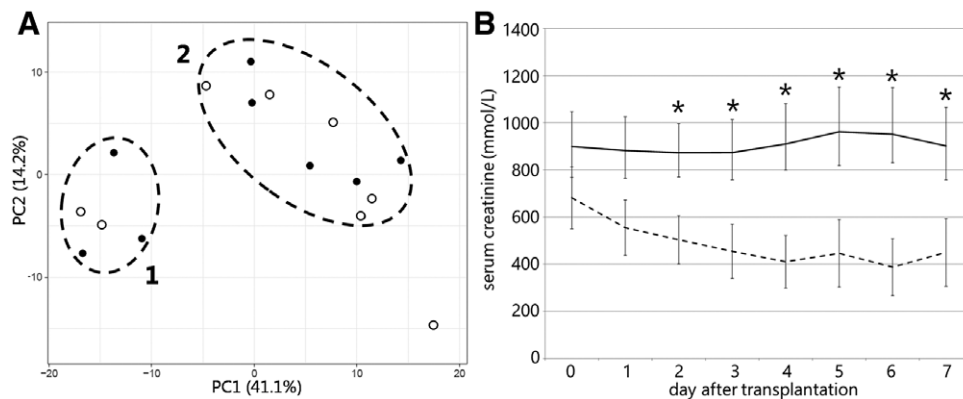 A
2
1
10
0
-10
-20
-10
0
10
20
PC2 (14.2%)
PC1 (41.1%)
B
1400
1200
1000
800
600
400
200
0
serum creatinine (mmol/L)
* * * * * *
0 1 2 3 4 5 6 7
day after transplantation